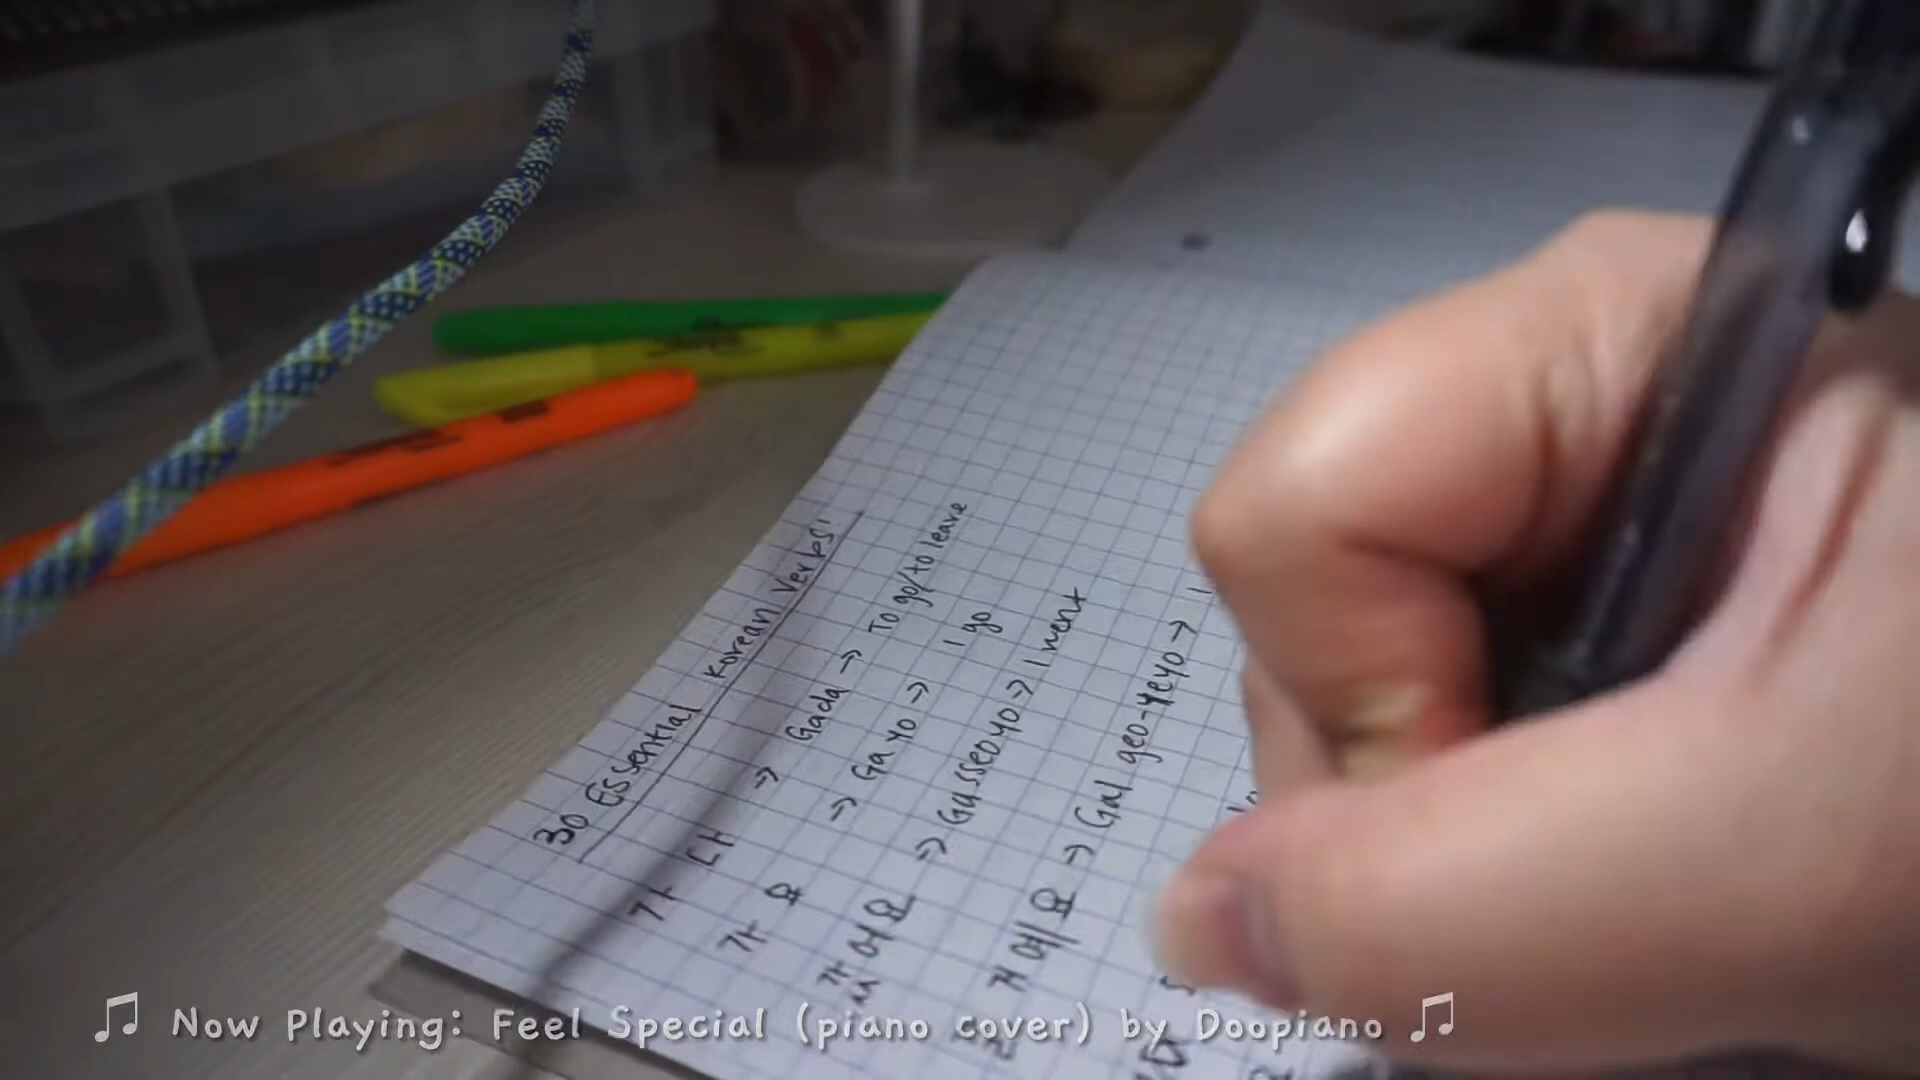 30 Essential Korean Verbs:
가다 → Gada → To go/to leave
가요 → Ga yo → I go
갔어요 → Gasseoyo → I went
갈 거예요 → Gal geo-yeyo →
♫ Now Playing: Feel Special (piano cover) by Doopiano ♫